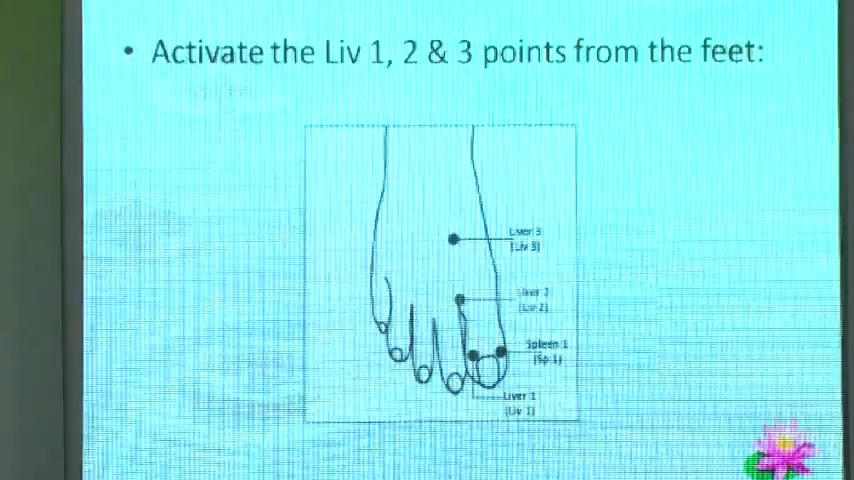 • Activate the Liv 1, 2 & 3 points from the feet:
Liver 3
(Liv 3)
Liver 2
(Liv 2)
Spleen 1
(Sp 1)
Liver 1
(Liv 1)